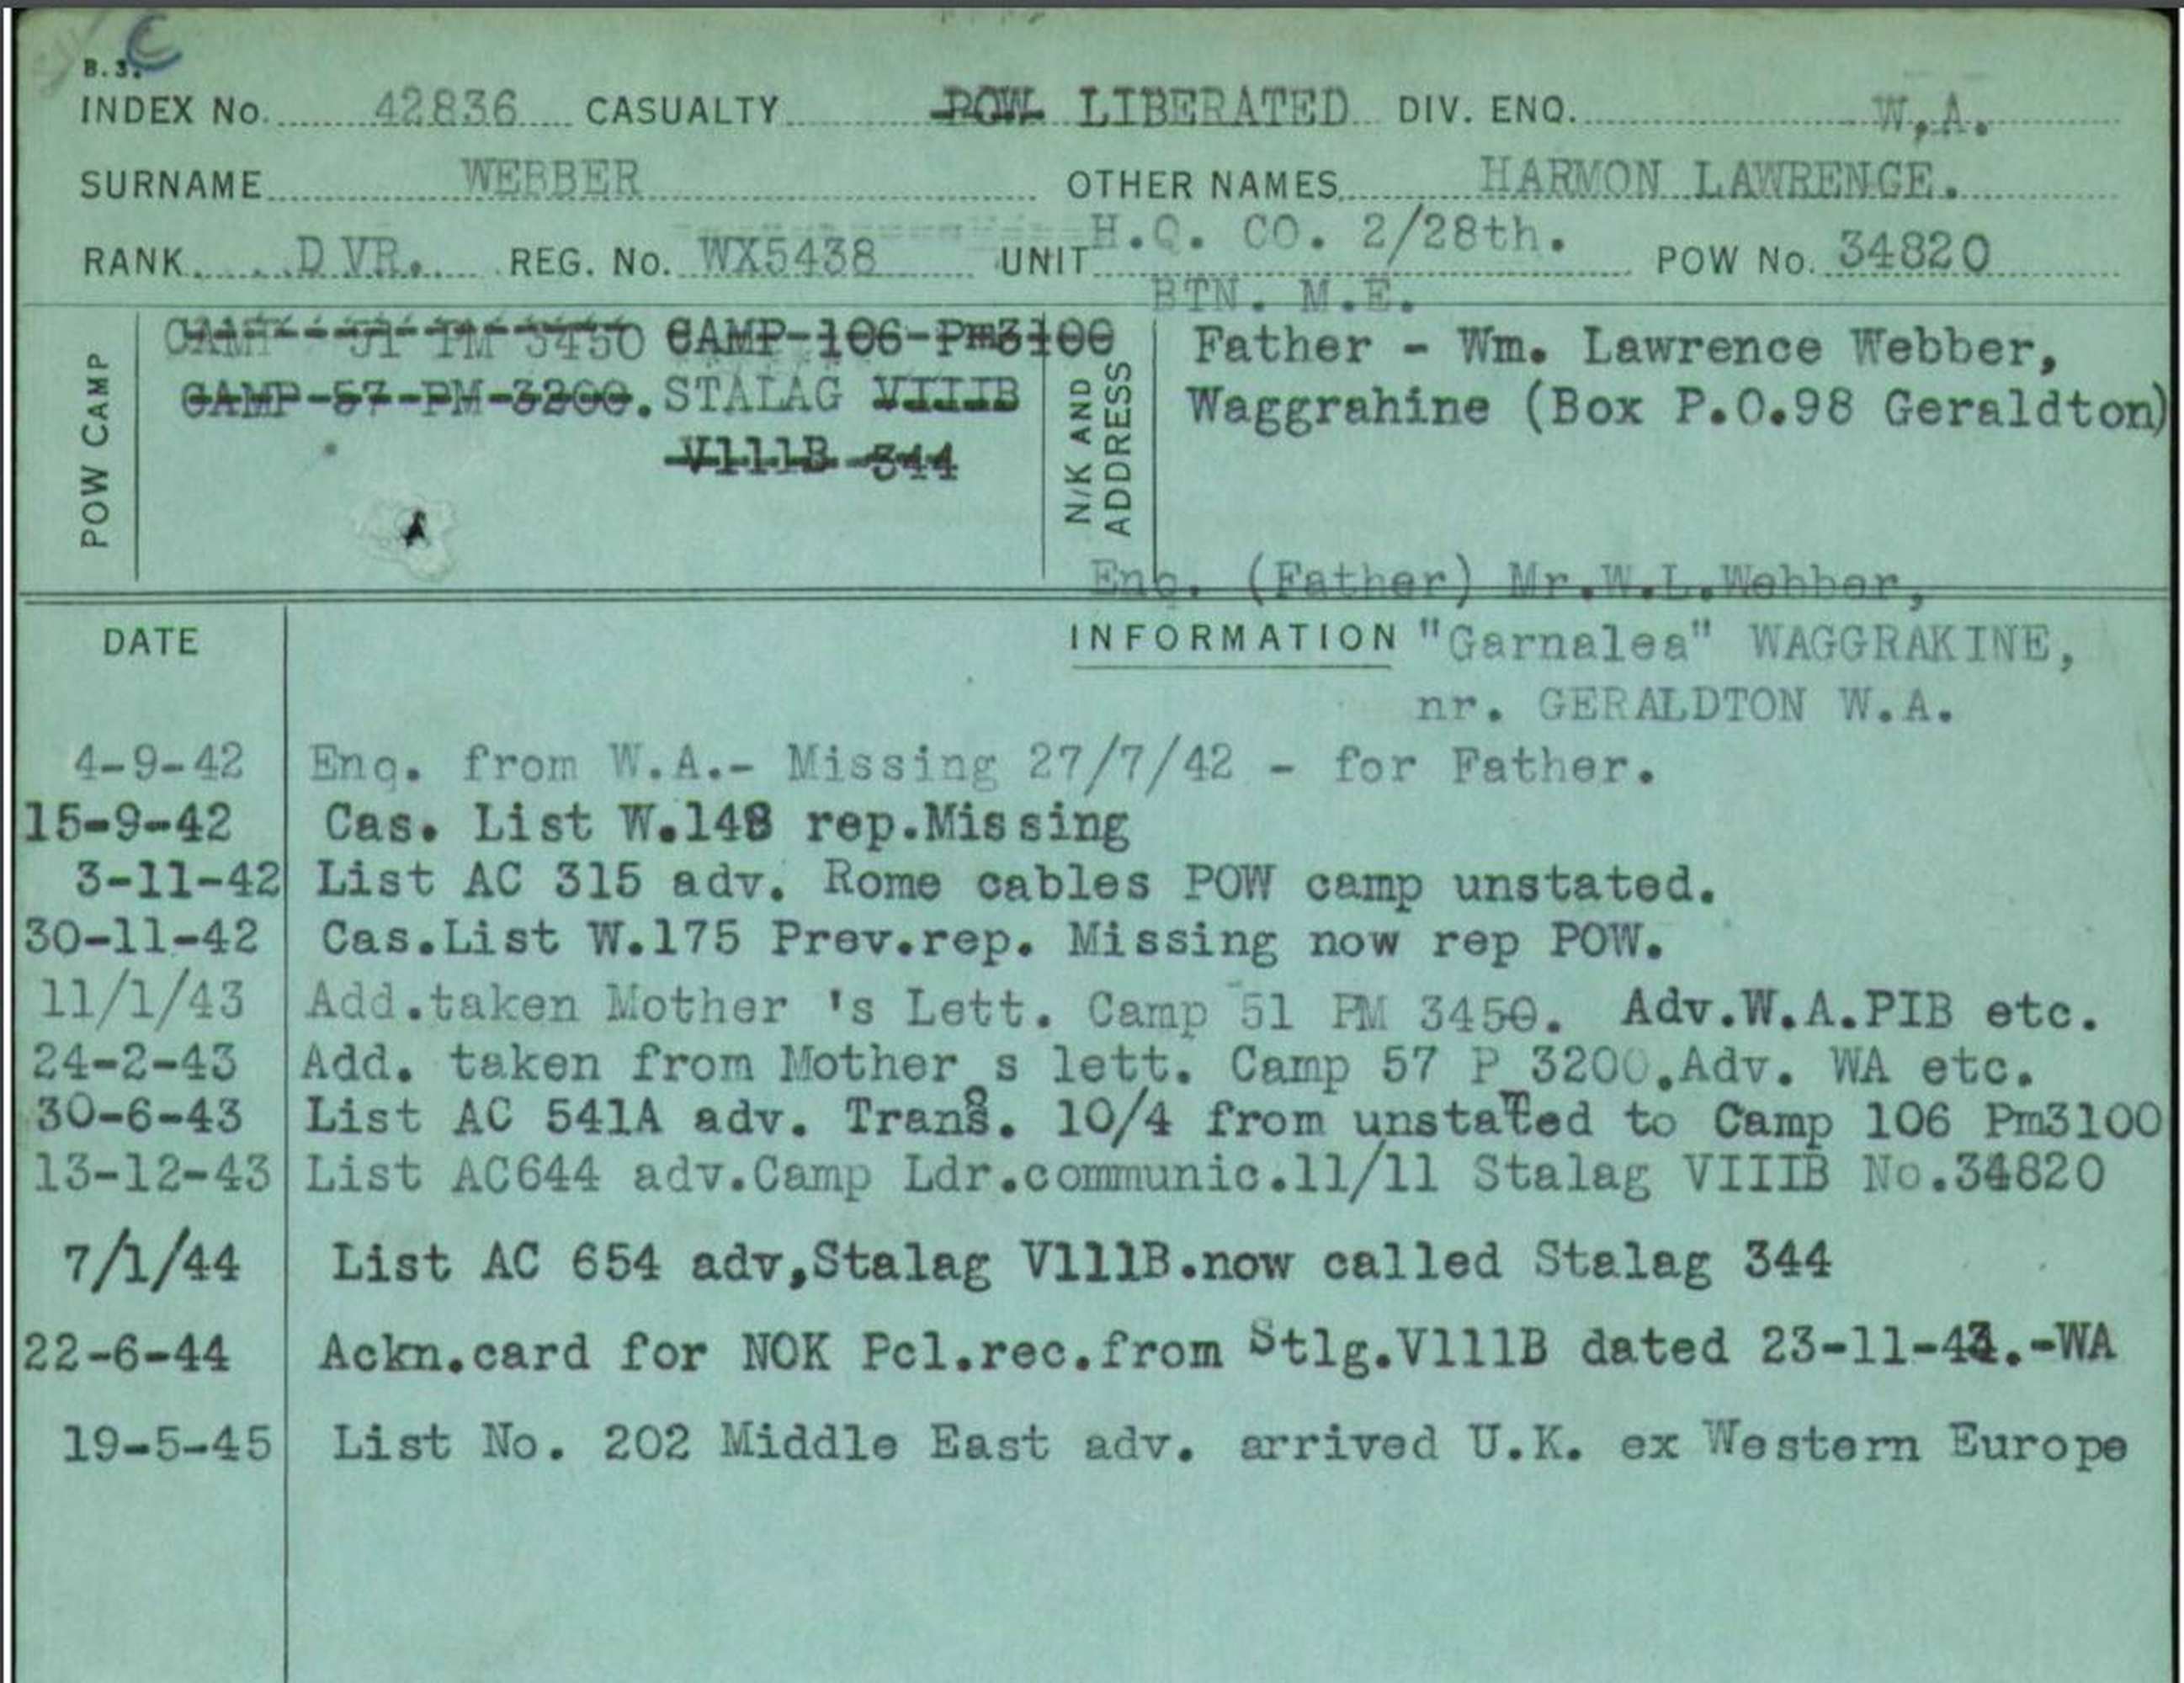 C
B.3.
INDEX No. 42836 CASUALTY POW LIBERATED DIV. ENQ. W.A.
SURNAME WEBBER OTHER NAMES HARMON LAWRENCE.
RANK DVR. REG. No. WX5438 UNIT H.Q. CO. 2/28th. POW No. 34820
BTN. M.E.
POW CAMP
CAMP 51 PM 3450 CAMP-106-Pm3100
CAMP-57-PM-3200. STALAG VIIIB
V111B 344
N/K AND ADDRESS
Father - Wm. Lawrence Webber,
Waggrahine (Box P.O.98 Geraldton)
Enq. (Father) Mr.W.L.Webber,
DATE INFORMATION "Garnalea" WAGGRAKINE,
nr. GERALDTON W.A.
4-9-42 Enq. from W.A.- Missing 27/7/42 - for Father.
15-9-42 Cas. List W.148 rep.Missing
3-11-42 List AC 315 adv. Rome cables POW camp unstated.
30-11-42 Cas.List W.175 Prev.rep. Missing now rep POW.
11/1/43 Add.taken Mother 's Lett. Camp 51 PM 3450. Adv.W.A.PIB etc.
24-2-43 Add. taken from Mother s lett. Camp 57 P 3200.Adv. WA etc.
30-6-43 List AC 541A adv. Trans. 10/4 from unstated to Camp 106 Pm3100
13-12-43 List AC644 adv.Camp Ldr.communic.11/11 Stalag VIIIB No.34820
7/1/44 List AC 654 adv,Stalag V111B.now called Stalag 344
22-6-44 Ackn.card for NOK Pcl.rec.from Stlg.V111B dated 23-11-43.-WA
19-5-45 List No. 202 Middle East adv. arrived U.K. ex Western Europe